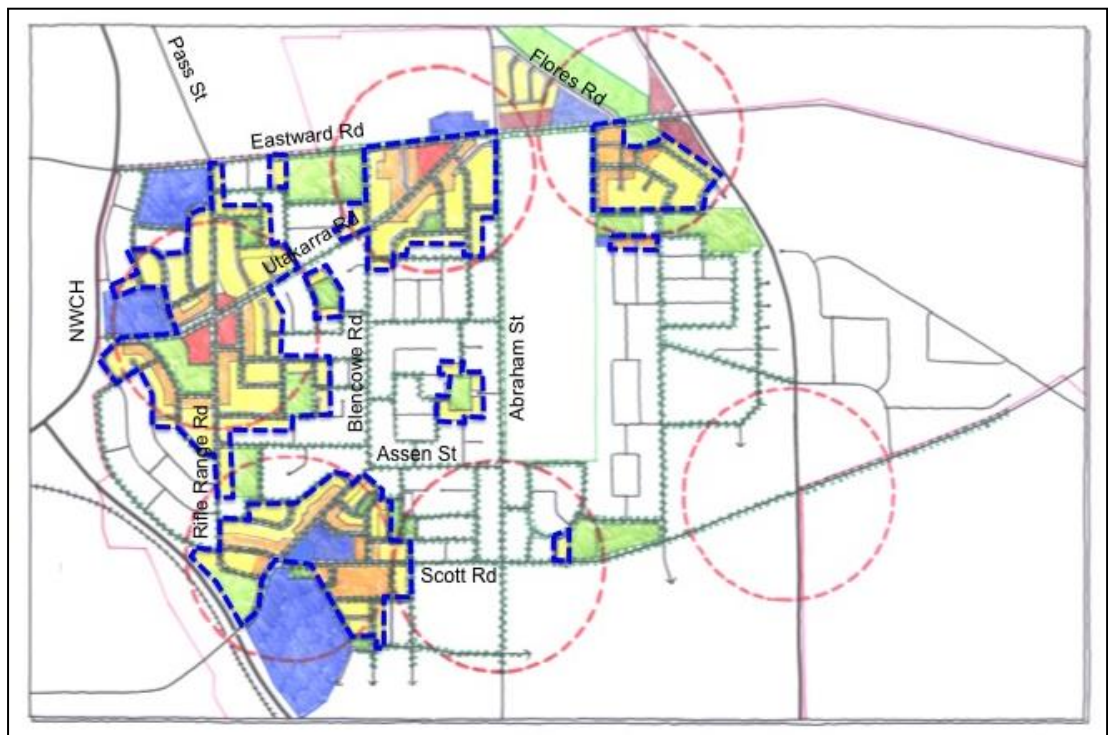 Pass St
Flores Rd
Eastward Rd
Utakarra Rd
NWCH
Blencowe Rd
Abraham St
Rifle Range Rd
Assen St
Scott Rd